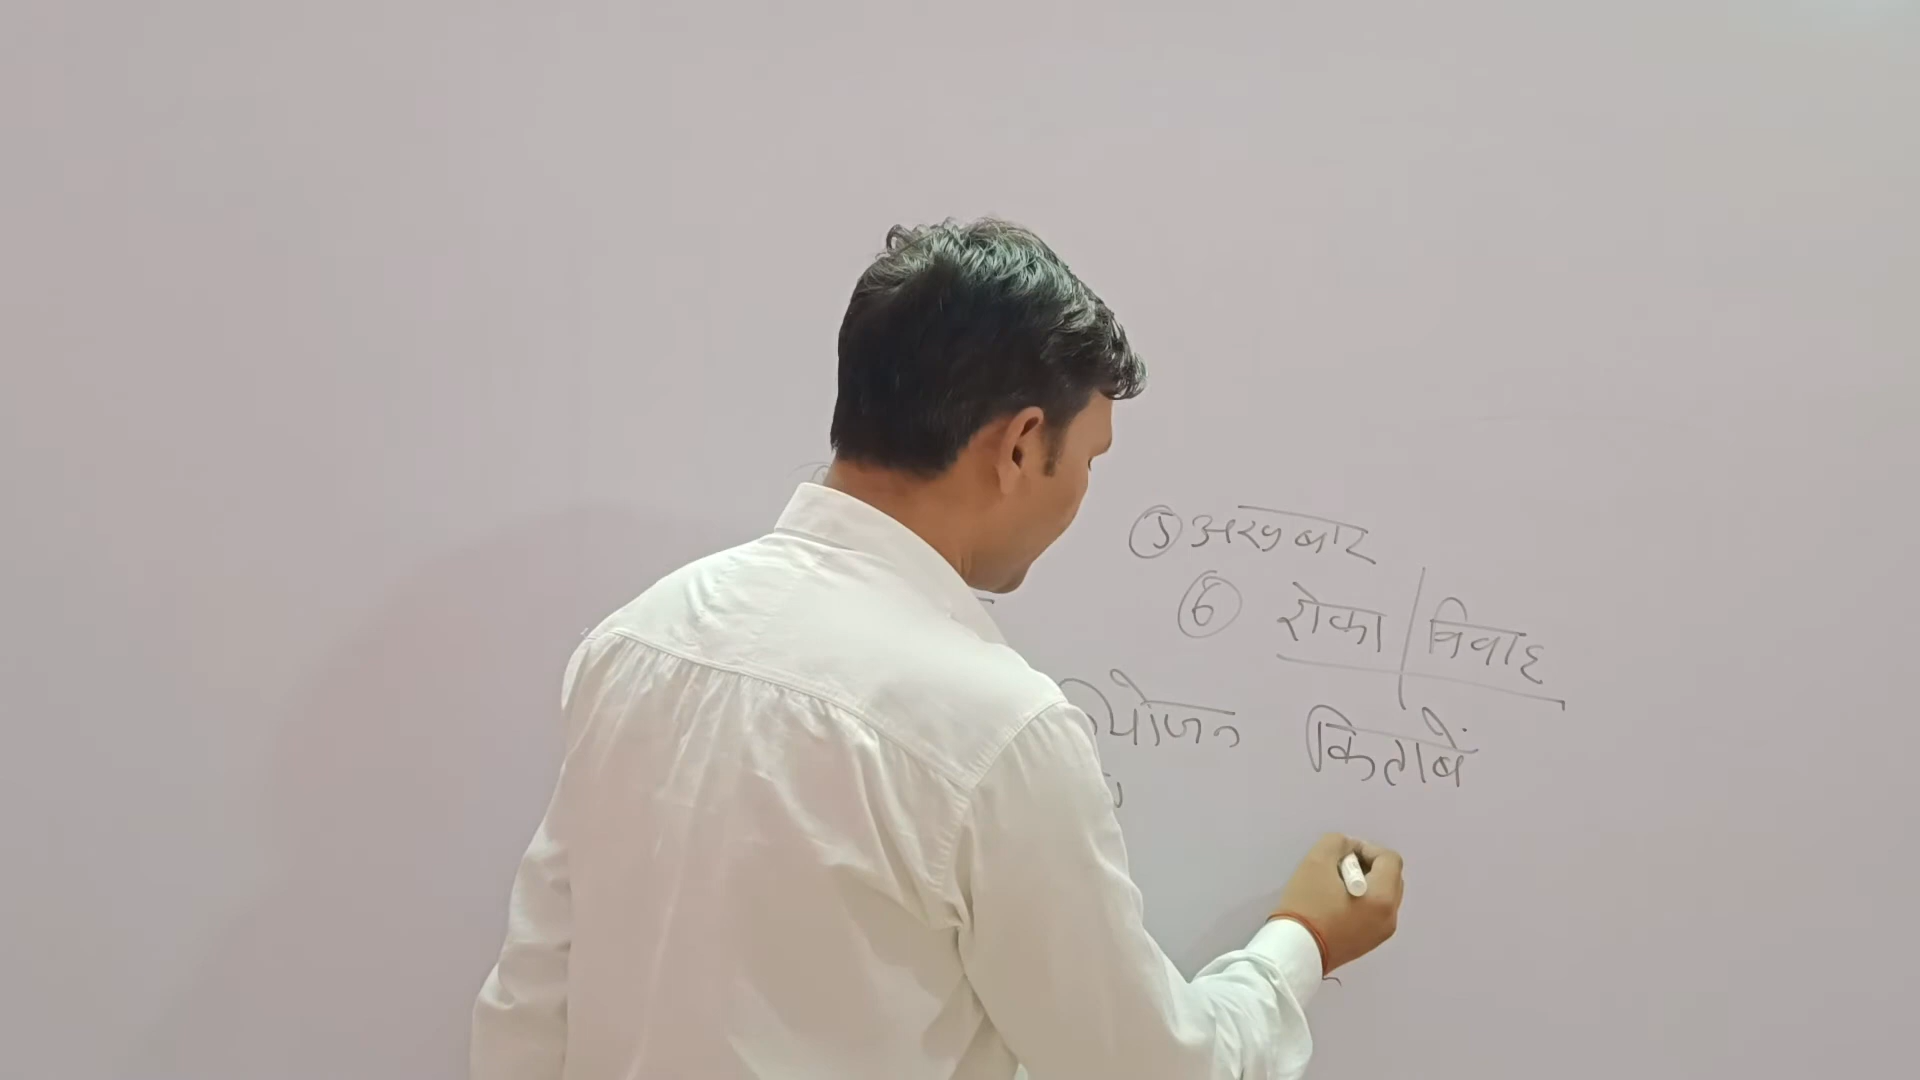 ⑤ अखबार
⑥ रोका | विवाह
योजन किताबें